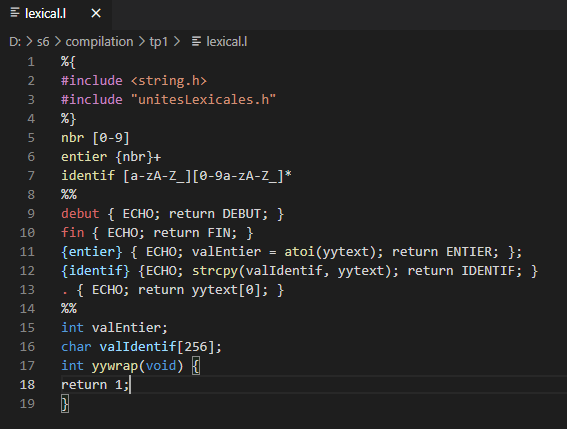 lexical.l
D: > s6 > compilation > tp1 > lexical.l
1 %{
2 #include <string.h>
3 #include "unitesLexicales.h"
4 %}
5 nbr [0-9]
6 entier {nbr}+
7 identif [a-zA-Z_][0-9a-zA-Z_]*
8 %%
9 debut { ECHO; return DEBUT; }
10 fin { ECHO; return FIN; }
11 {entier} { ECHO; valEntier = atoi(yytext); return ENTIER; };
12 {identif} {ECHO; strcpy(valIdentif, yytext); return IDENTIF; }
13 . { ECHO; return yytext[0]; }
14 %%
15 int valEntier;
16 char valIdentif[256];
17 int yywrap(void) {
18 return 1;
19 }